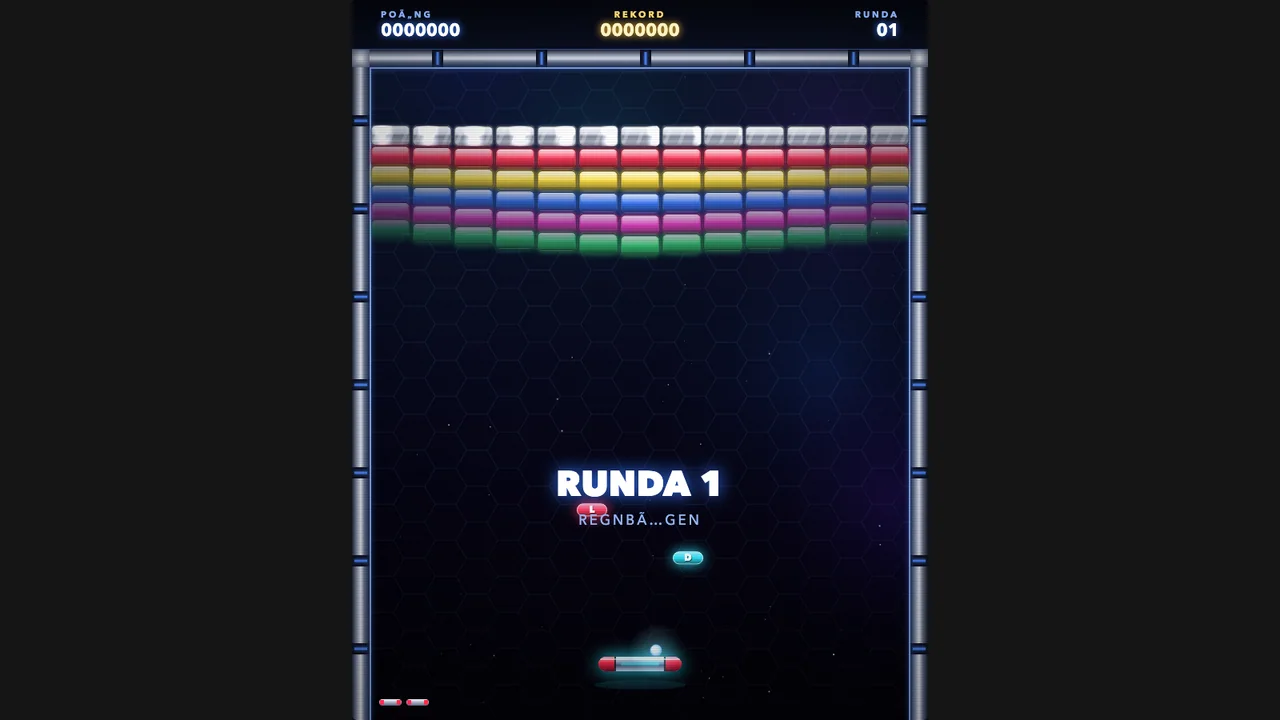 POÃ„NG
0000000
REKORD
0000000
RUNDA
01
RUNDA 1
L
REGNBÃ…GEN
D